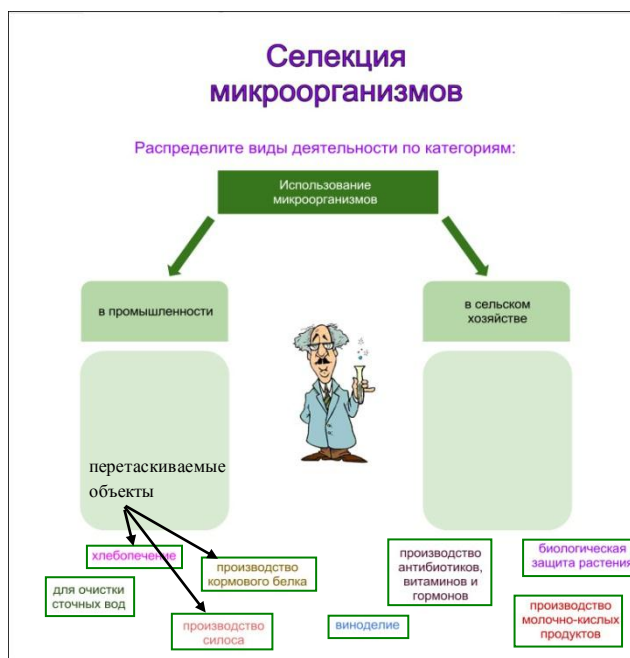 Селекция
микроорганизмов
Распределите виды деятельности по категориям:
Использование
микроорганизмов
в промышленности
в сельском
хозяйстве
перетаскиваемые
объекты
хлебопечение
производство
кормового белка
производство
антибиотиков,
витаминов и
гормонов
биологическая
защита растения
для очистки
сточных вод
производство
силоса
виноделие
производство
молочно-кислых
продуктов